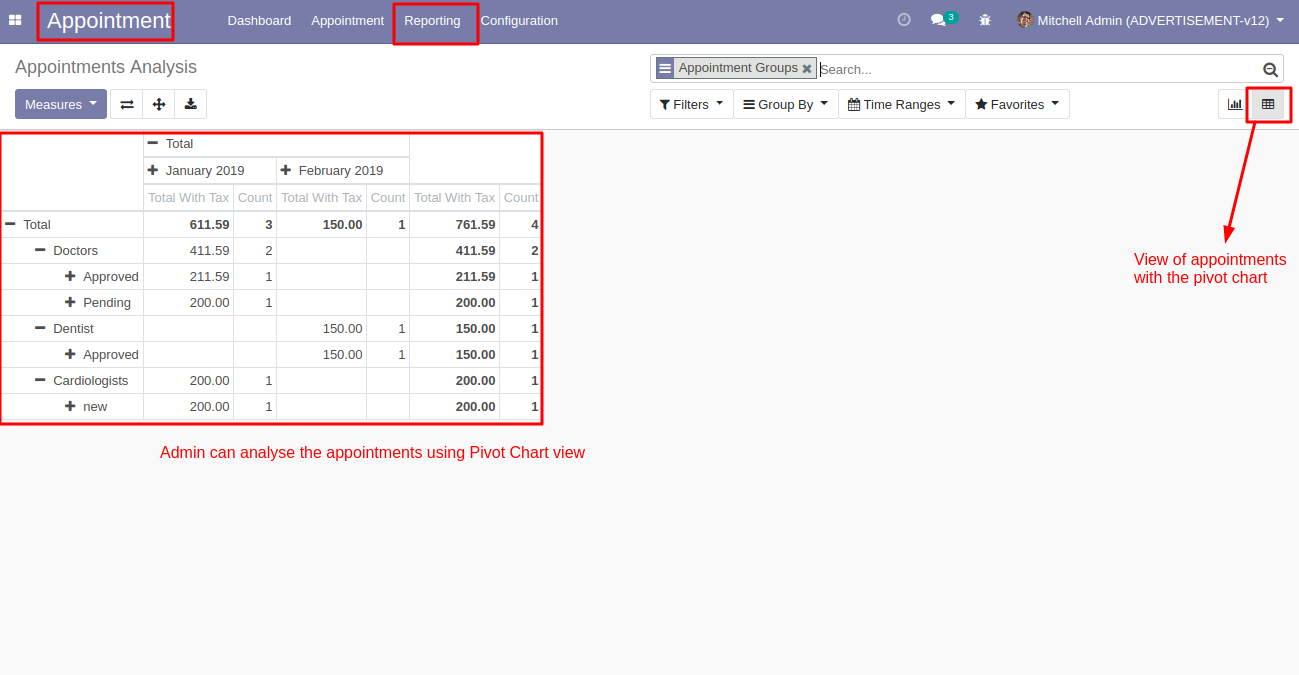 Appointment Dashboard Appointment Reporting Configuration 3 Mitchell Admin (ADVERTISEMENT-v12)
Appointments Analysis
Appointment Groups Search...
Measures
Filters Group By Time Ranges Favorites
Total
January 2019 February 2019
Total With Tax Count Total With Tax Count Total With Tax Count
Total 611.59 3 150.00 1 761.59 4
Doctors 411.59 2 411.59 2
Approved 211.59 1 211.59 1
Pending 200.00 1 200.00 1
Dentist 150.00 1 150.00 1
Approved 150.00 1 150.00 1
Cardiologists 200.00 1 200.00 1
new 200.00 1 200.00 1
View of appointments
with the pivot chart
Admin can analyse the appointments using Pivot Chart view